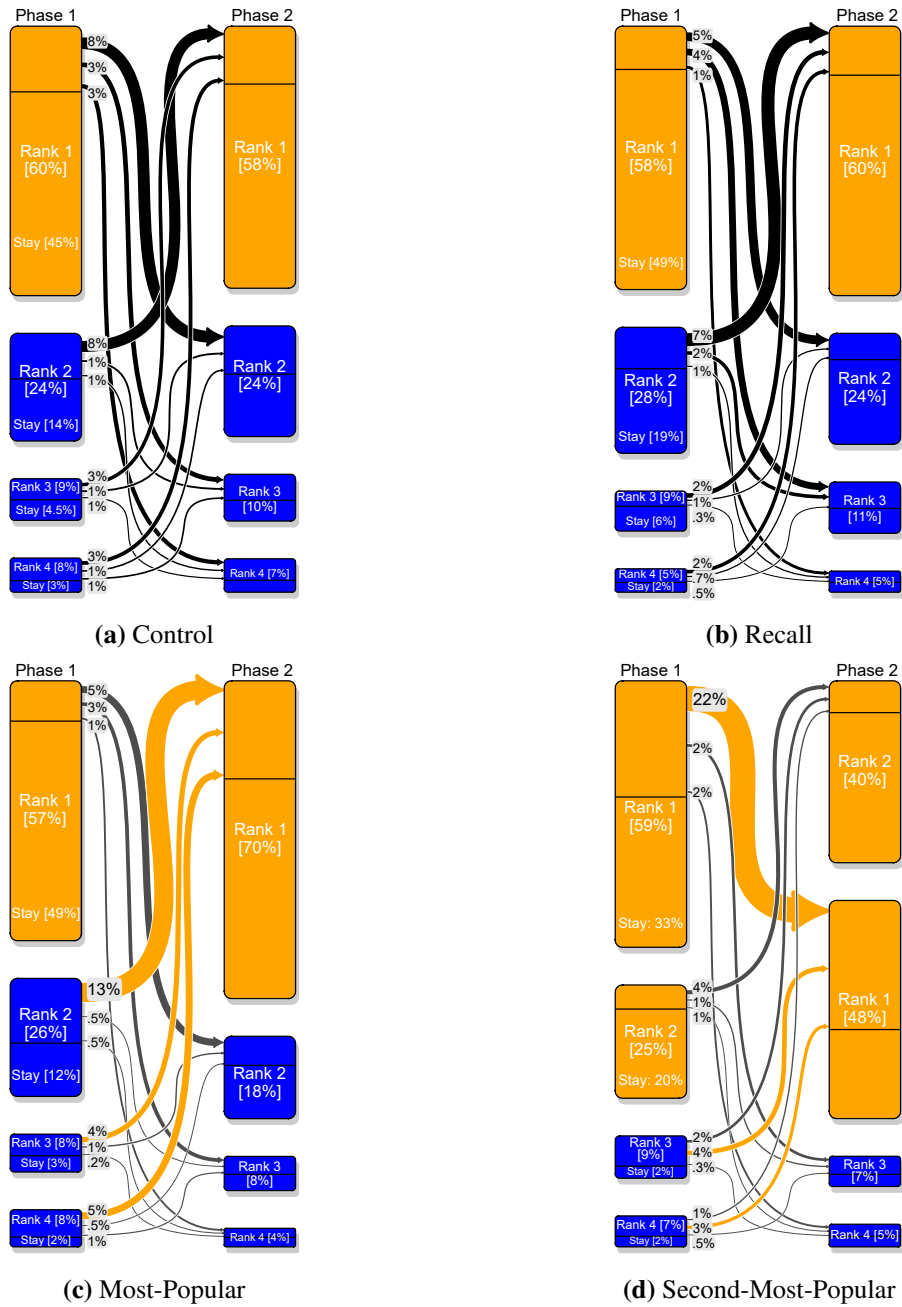 Phase 1
Phase 2
8%
3%
3%
Rank 1
[60%]
Stay [45%]
Rank 1
[58%]
8%
1%
1%
Rank 2
[24%]
Stay [14%]
Rank 2
[24%]
3%
1%
1%
Rank 3 [9%]
Stay [4.5%]
Rank 3
[10%]
3%
1%
1%
Rank 4 [8%]
Stay [3%]
Rank 4 [7%]
(a) Control
Phase 1
Phase 2
5%
4%
1%
Rank 1
[58%]
Stay [49%]
Rank 1
[60%]
7%
2%
1%
Rank 2
[28%]
Stay [19%]
Rank 2
[24%]
2%
1%
.3%
Rank 3 [9%]
Stay [6%]
Rank 3
[11%]
2%
.7%
.5%
Rank 4 [5%]
Stay [2%]
Rank 4 [5%]
(b) Recall
Phase 1
Phase 2
5%
3%
1%
Rank 1
[57%]
Stay [49%]
Rank 1
[70%]
13%
.5%
.5%
Rank 2
[26%]
Stay [12%]
Rank 2
[18%]
4%
1%
.2%
Rank 3 [8%]
Stay [3%]
Rank 3
[8%]
5%
.5%
1%
Rank 4 [8%]
Stay [2%]
Rank 4 [4%]
(c) Most-Popular
Phase 1
Phase 2
22%
2%
2%
Rank 1
[59%]
Stay: 33%
Rank 2
[40%]
4%
1%
1%
Rank 2
[25%]
Stay: 20%
Rank 1
[48%]
2%
4%
.3%
Rank 3
[9%]
Stay [2%]
Rank 3
[7%]
1%
3%
.5%
Rank 4 [7%]
Stay [2%]
Rank 4 [5%]
(d) Second-Most-Popular